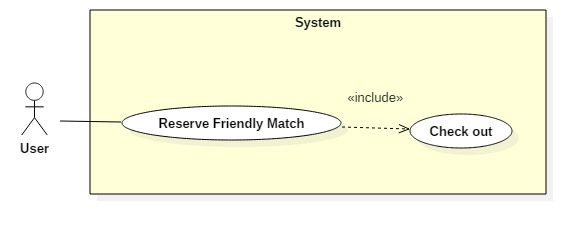 System
«include»
Reserve Friendly Match
Check out
User